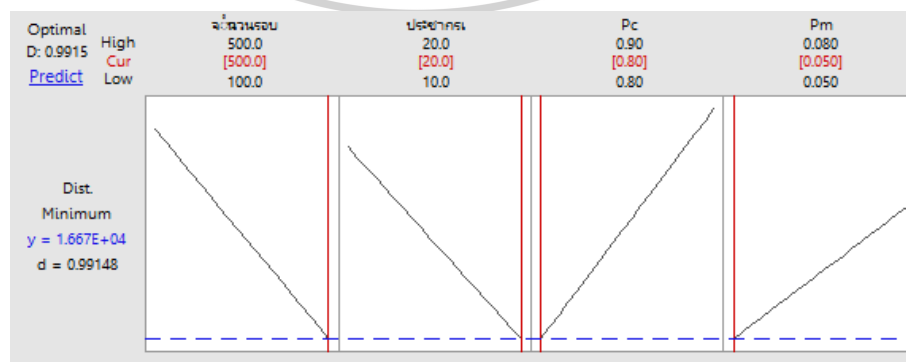 Optimal
D: 0.9915
Predict
High
Cur
Low
จำนวนรอบ
500.0
[500.0]
100.0
ประชากร
20.0
[20.0]
10.0
Pc
0.90
[0.80]
0.80
Pm
0.080
[0.050]
0.050
Dist.
Minimum
y = 1.667E+04
d = 0.99148